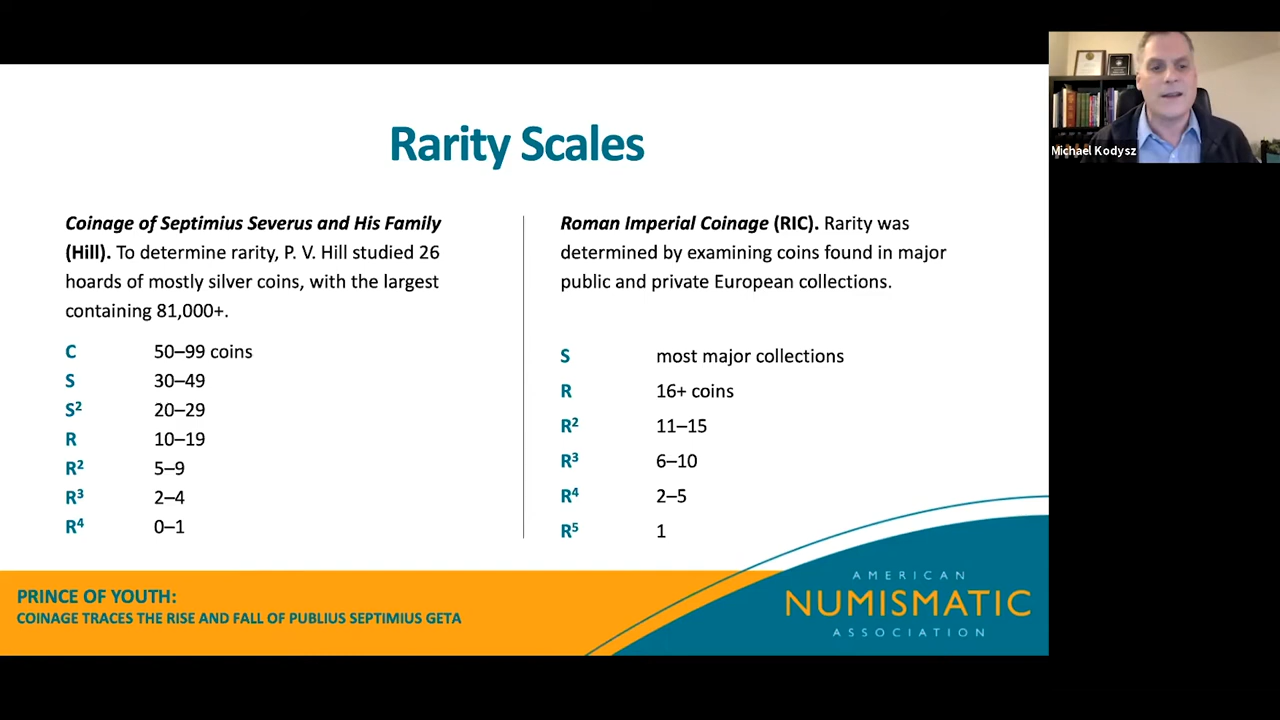 Rarity Scales
Coinage of Septimius Severus and His Family
(Hill). To determine rarity, P. V. Hill studied 26
hoards of mostly silver coins, with the largest
containing 81,000+.
C 50–99 coins
S 30–49
S² 20–29
R 10–19
R² 5–9
R³ 2–4
R⁴ 0–1
Roman Imperial Coinage (RIC). Rarity was
determined by examining coins found in major
public and private European collections.
S most major collections
R 16+ coins
R² 11–15
R³ 6–10
R⁴ 2–5
R⁵ 1
PRINCE OF YOUTH:
COINAGE TRACES THE RISE AND FALL OF PUBLIUS SEPTIMIUS GETA
AMERICAN
NUMISMATIC
ASSOCIATION
Michael Kodysz